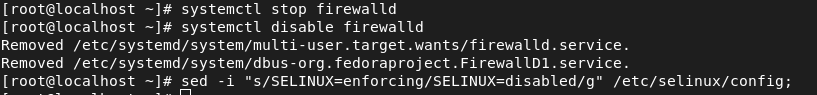 [root@localhost ~]# systemctl stop firewalld
[root@localhost ~]# systemctl disable firewalld
Removed /etc/systemd/system/multi-user.target.wants/firewalld.service.
Removed /etc/systemd/system/dbus-org.fedoraproject.FirewallD1.service.
[root@localhost ~]# sed -i "s/SELINUX=enforcing/SELINUX=disabled/g" /etc/selinux/config;
[root@localhost ~]#